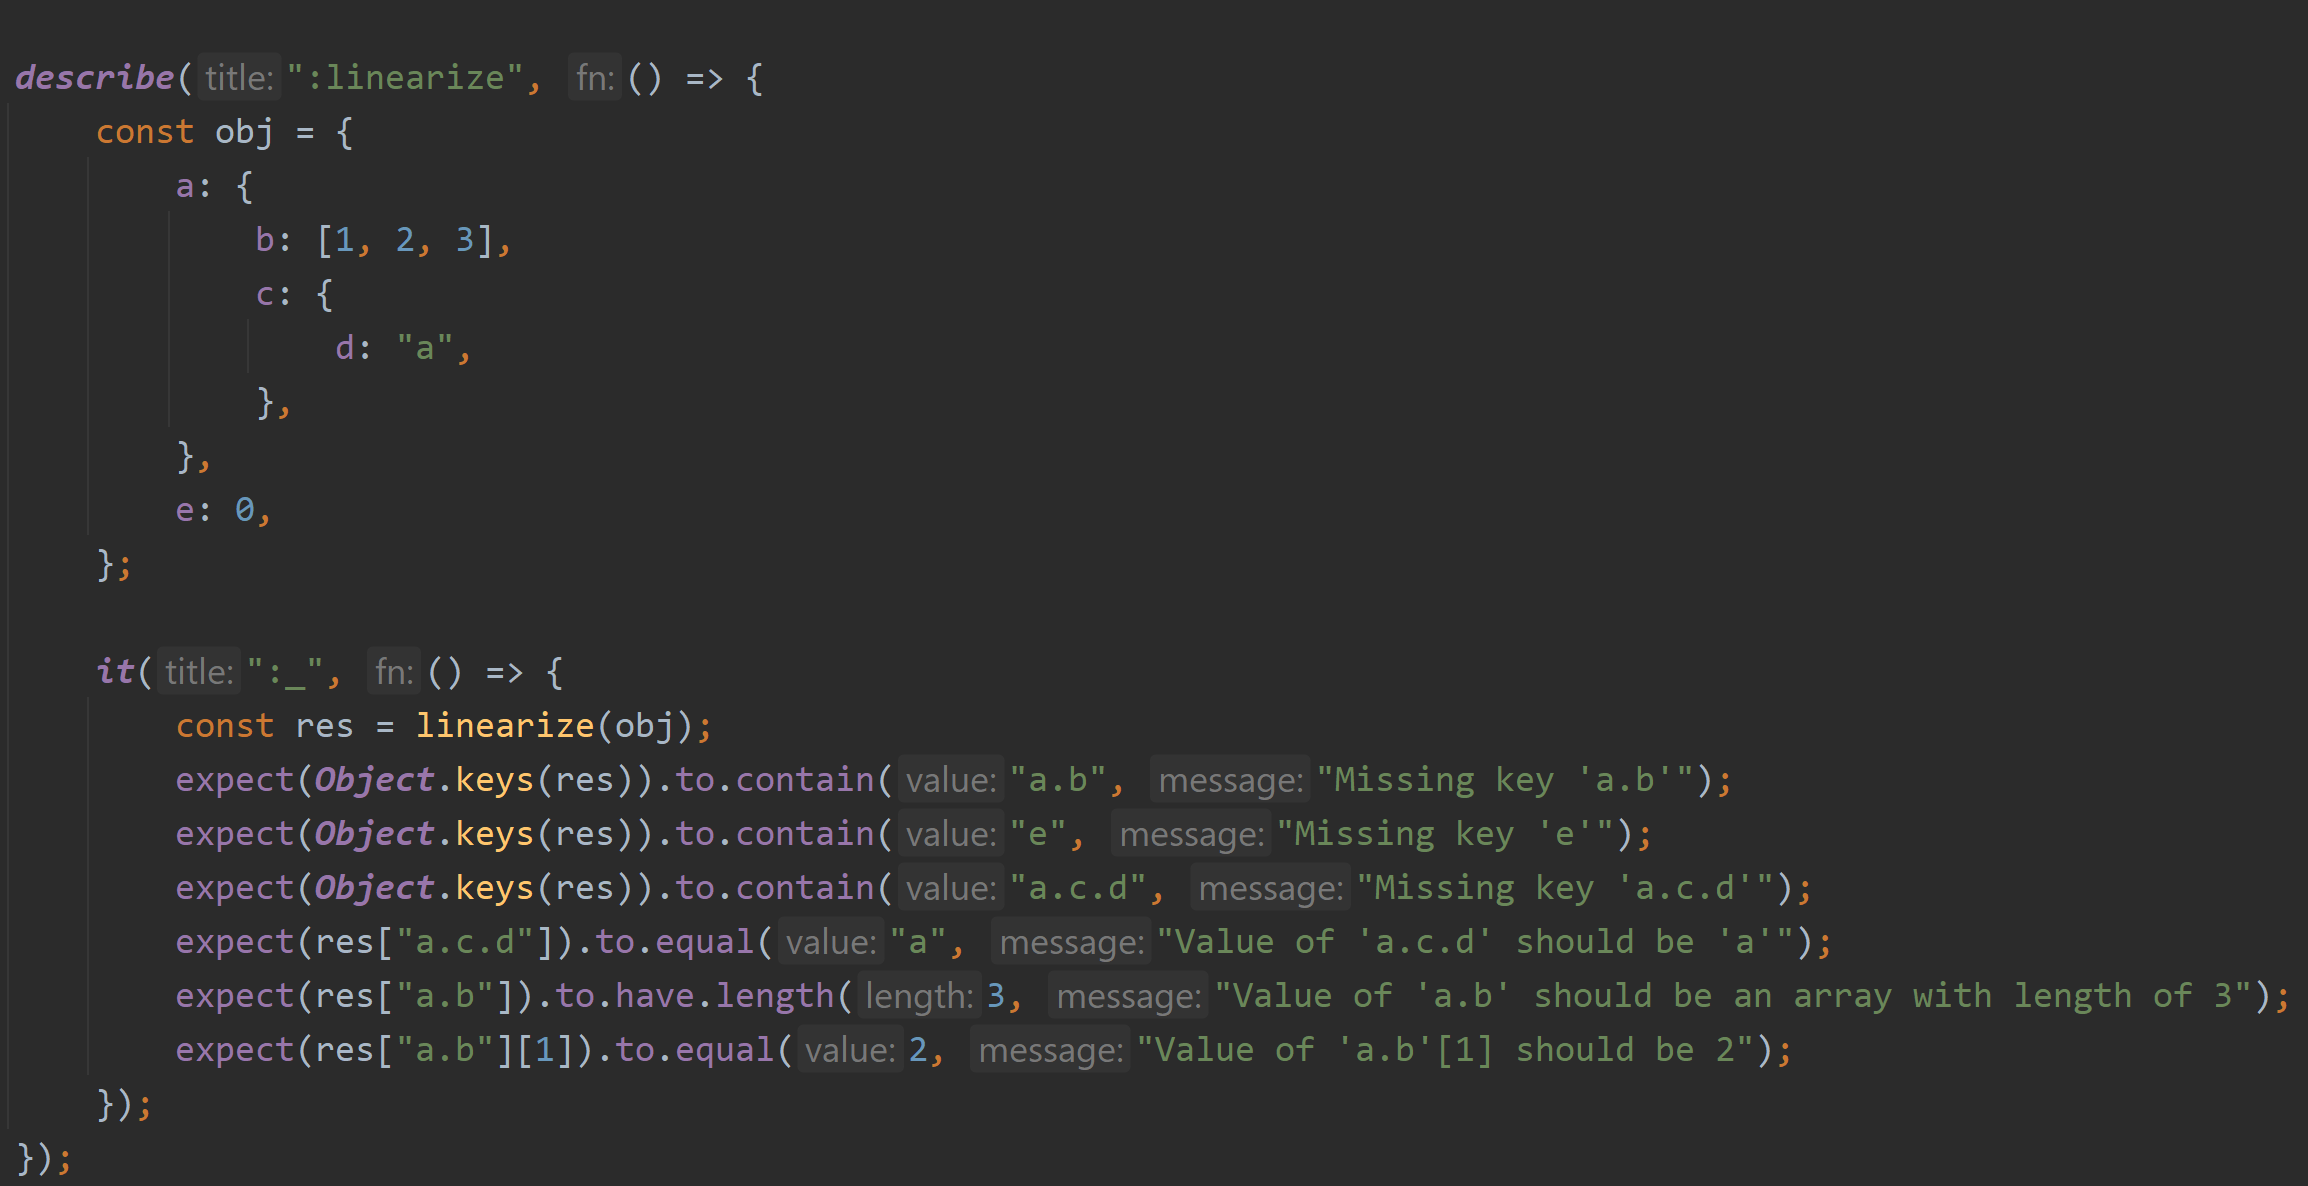 describe( title: ":linearize", fn: () => {
    const obj = {
        a: {
            b: [1, 2, 3],
            c: {
                d: "a",
            },
        },
        e: 0,
    };

    it( title: ":_", fn: () => {
        const res = linearize(obj);
        expect(Object.keys(res)).to.contain( value: "a.b", message: "Missing key 'a.b'");
        expect(Object.keys(res)).to.contain( value: "e", message: "Missing key 'e'");
        expect(Object.keys(res)).to.contain( value: "a.c.d", message: "Missing key 'a.c.d'");
        expect(res["a.c.d"]).to.equal( value: "a", message: "Value of 'a.c.d' should be 'a'");
        expect(res["a.b"]).to.have.length( length: 3, message: "Value of 'a.b' should be an array with length of 3");
        expect(res["a.b"][1]).to.equal( value: 2, message: "Value of 'a.b'[1] should be 2");
    });
});